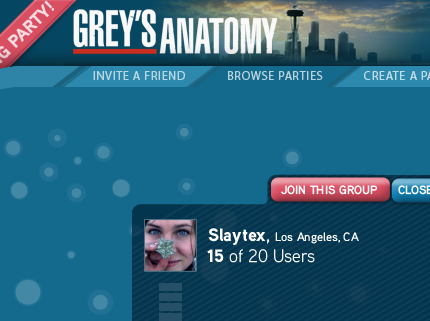 G PARTY!
GREY'S ANATOMY
INVITE A FRIEND BROWSE PARTIES CREATE A PA
JOIN THIS GROUP CLOSE
Slaytex, Los Angeles, CA
15 of 20 Users